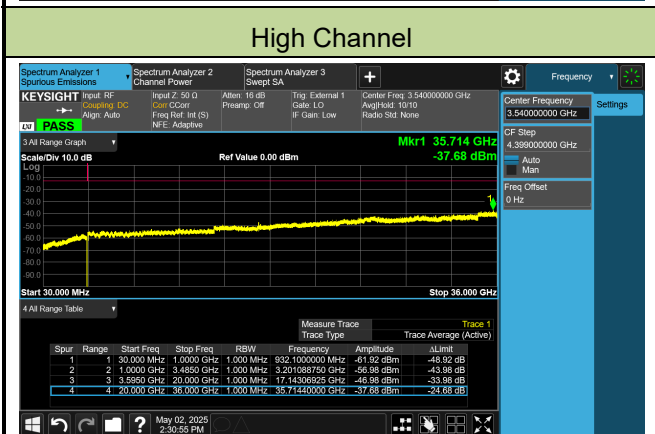 High Channel
Spectrum Analyzer 1
Spurious Emissions
Spectrum Analyzer 2
Channel Power
Spectrum Analyzer 3
Swept SA
+
Frequency
KEYSIGHT
Input: RF
Coupling: DC
Align: Auto
Input Z: 50 Ω
Corr CCorr
Freq Ref: Int (S)
NFE: Adaptive
Atten: 16 dB
Preamp: Off
Trig: External 1
Gate: LO
IF Gain: Low
Center Freq: 3.540000000 GHz
Avg|Hold: 10/10
Radio Std: None
LXI PASS
Center Frequency
3.540000000 GHz
Settings
CF Step
4.399000000 GHz
Auto
Man
Freq Offset
0 Hz
3 All Range Graph
Mkr1 35.714 GHz
Scale/Div 10.0 dB
Ref Value 0.00 dBm
-37.68 dBm
Log
-10.0
-20.0
-30.0
-40.0
-50.0
-60.0
-70.0
-80.0
-90.0
1
Start 30.000 MHz
Stop 36.000 GHz
4 All Range Table
Measure Trace Trace 1
Trace Type Trace Average (Active)
Spur Range Start Freq Stop Freq RBW Frequency Amplitude ΔLimit
1 1 30.000 MHz 1.0000 GHz 1.000 MHz 932.1000000 MHz -61.92 dBm -48.92 dB
2 2 1.0000 GHz 3.4850 GHz 1.000 MHz 3.201088750 GHz -56.98 dBm -43.98 dB
3 3 3.5950 GHz 20.000 GHz 1.000 MHz 17.14306925 GHz -46.98 dBm -33.98 dB
4 4 20.000 GHz 36.000 GHz 1.000 MHz 35.71440000 GHz -37.68 dBm -24.68 dB
?
May 02, 2025
2:30:55 PM